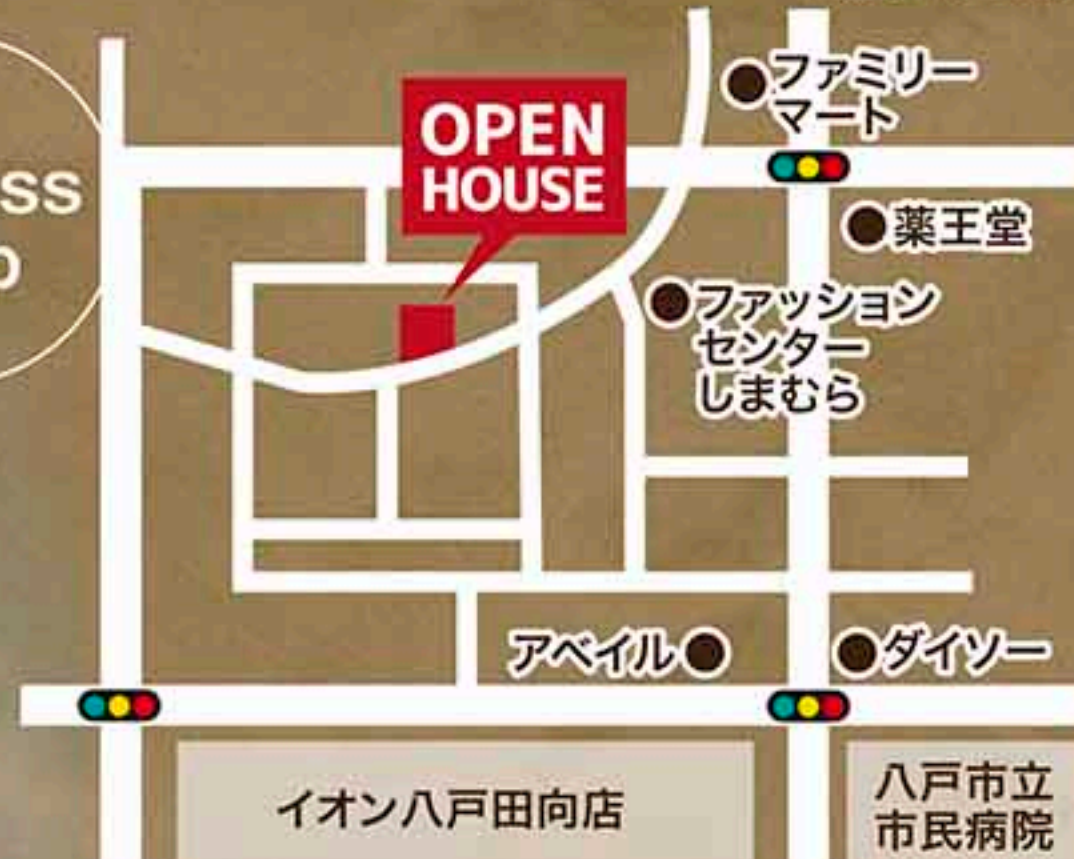 ファミリー
マート
OPEN
HOUSE
薬王堂
ファッション
センター
しまむら
アベイル
ダイソー
イオン八戸田向店
八戸市立
市民病院